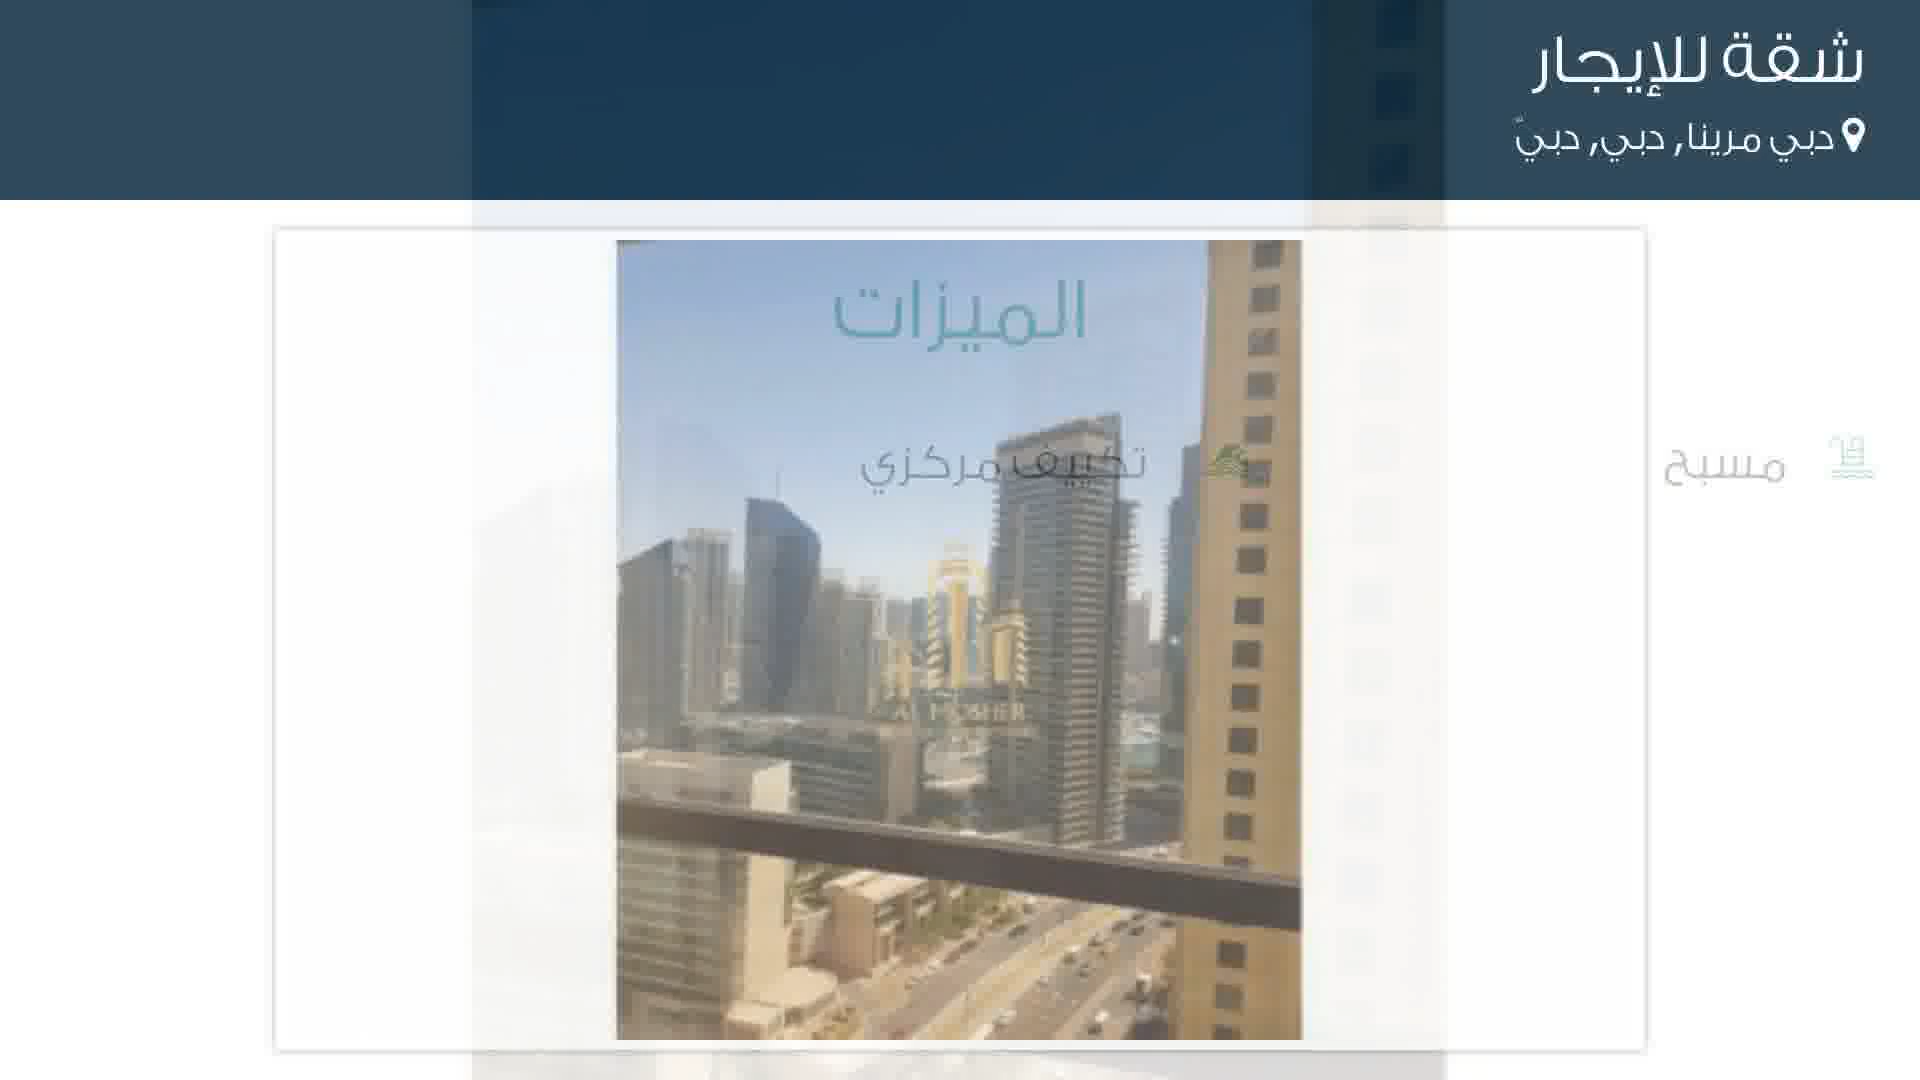 شقة للإيجار
دبي مرينا, دبي, دبيّ
الميزات
مسبح
تكييف مركزي